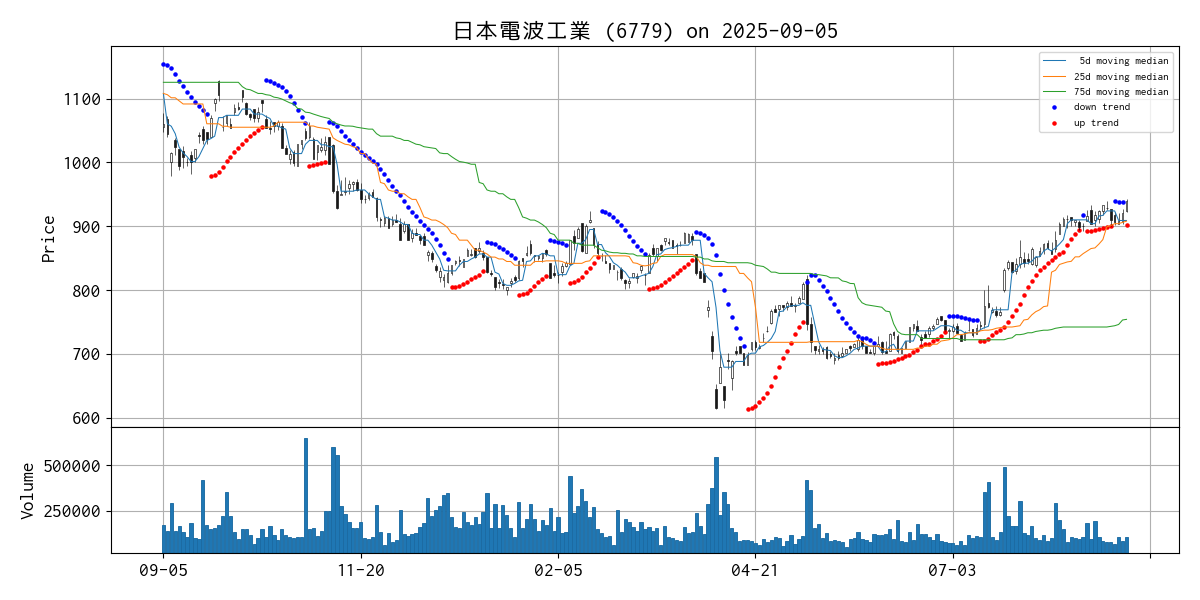 日本電波工業 (6779) on 2025-09-05
5d moving median
25d moving median
75d moving median
down trend
up trend
Price
1100
1000
900
800
700
600
Volume
500000
250000
09-05
11-20
02-05
04-21
07-03